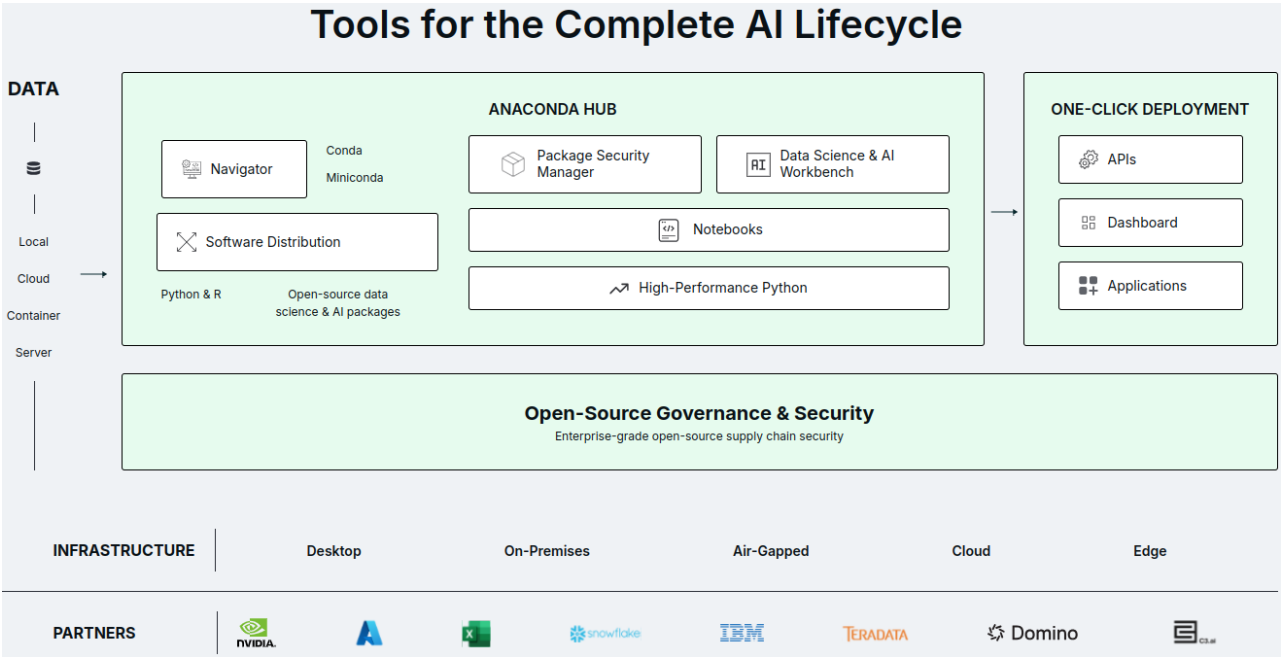 Tools for the Complete AI Lifecycle
DATA
Local
Cloud
Container
Server
ANACONDA HUB
Navigator
Conda
Miniconda
Software Distribution
Python & R
Open-source data
science & AI packages
Package Security
Manager
AI
Data Science & AI
Workbench
Notebooks
High-Performance Python
ONE-CLICK DEPLOYMENT
APIs
Dashboard
Applications
Open-Source Governance & Security
Enterprise-grade open-source supply chain security
INFRASTRUCTURE
Desktop
On-Premises
Air-Gapped
Cloud
Edge
PARTNERS
NVIDIA.
X
snowflake
IBM
TERADATA
Domino
C3.ai